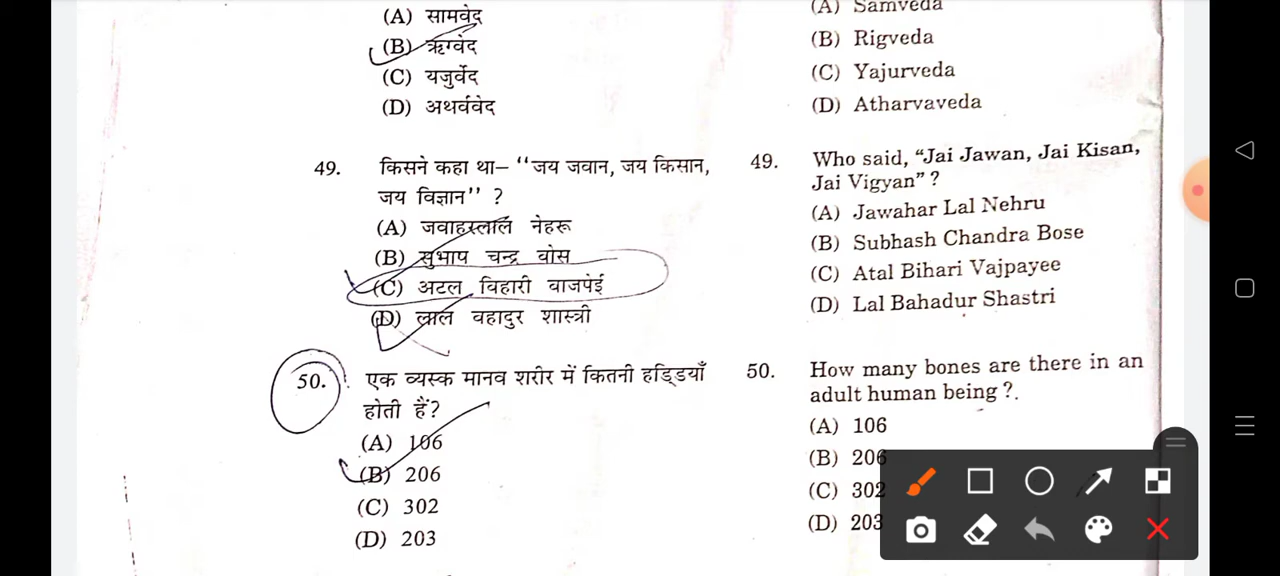 (A) सामवेद
(B) ऋग्वेद
(C) यजुर्वेद
(D) अथर्ववेद
49. किसने कहा था– ‘‘जय जवान, जय किसान,
जय विज्ञान’’ ?
(A) जवाहरलाल नेहरू
(B) सुभाष चन्द्र बोस
(C) अटल विहारी वाजपेई
(D) लाल वहादुर शास्त्री
50. एक व्यस्क मानव शरीर में कितनी हड्डियाँ
होती हैं?
(A) 106
(B) 206
(C) 302
(D) 203
(A) Samveda
(B) Rigveda
(C) Yajurveda
(D) Atharvaveda
49. Who said, “Jai Jawan, Jai Kisan,
Jai Vigyan” ?
(A) Jawahar Lal Nehru
(B) Subhash Chandra Bose
(C) Atal Bihari Vajpayee
(D) Lal Bahadur Shastri
50. How many bones are there in an
adult human being ?.
(A) 106
(B) 206
(C) 302
(D) 203